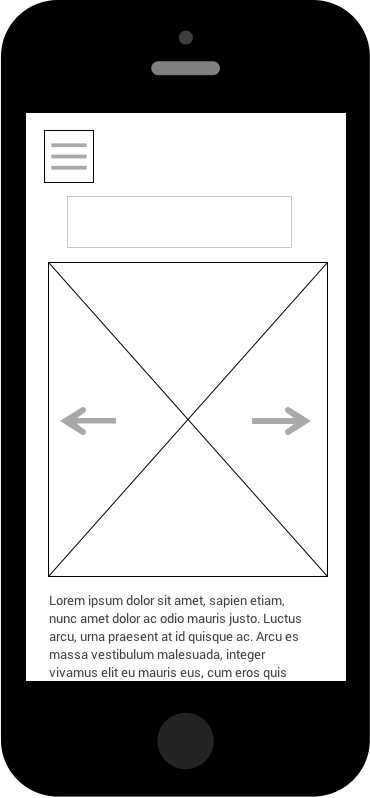 Lorem ipsum dolor sit amet, sapien etiam,
nunc amet dolor ac odio mauris justo. Luctus
arcu, urna praesent at id quisque ac. Arcu es
massa vestibulum malesuada, integer
vivamus elit eu mauris eus, cum eros quis